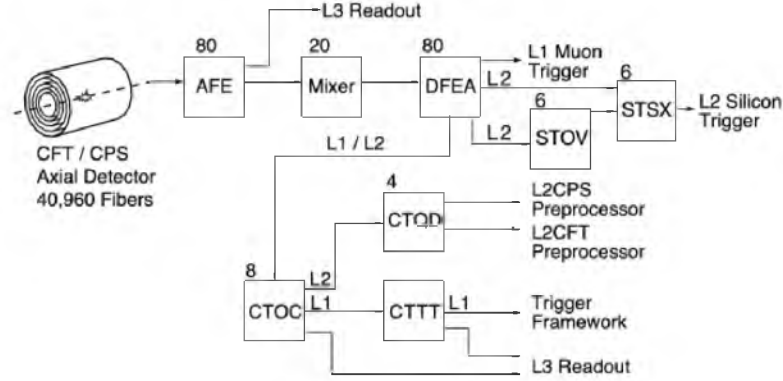 L3 Readout
80
20
80
AFE
Mixer
DFEA
L1 Muon
Trigger
L2
6
STSX
L2 Silicon
Trigger
6
L2
STOV
CFT / CPS
Axial Detector
40,960 Fibers
L1 / L2
4
CTQD
L2CPS
Preprocessor
L2CFT
Preprocessor
8
CTOC
L2
L1
CTTT
L1
Trigger
Framework
L3 Readout